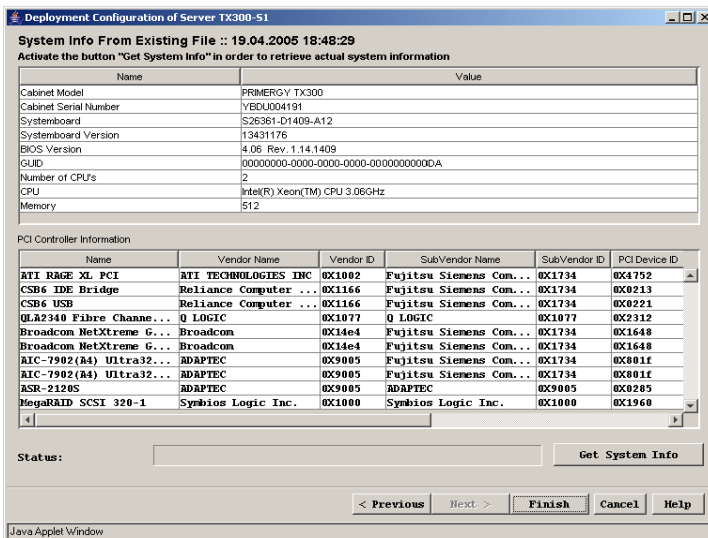 Deployment Configuration of Server TX300-S1
System Info From Existing File :: 19.04.2005 18:48:29
Activate the button "Get System Info" in order to retrieve actual system information
Name Value
Cabinet Model PRIMERGY TX300
Cabinet Serial Number YBDU004191
Systemboard S26361-D1409-A12
Systemboard Version 13431176
BIOS Version 4.06 Rev. 1.14.1409
GUID 00000000-0000-0000-0000-0000000000DA
Number of CPU's 2
CPU Intel(R) Xeon(TM) CPU 3.06GHz
Memory 512
PCI Controller Information
Name Vendor Name Vendor ID SubVendor Name SubVendor ID PCI Device ID
ATI RAGE XL PCI ATI TECHNOLOGIES INC 0X1002 Fujitsu Siemens Com... 0X1734 0X4752
CSB6 IDE Bridge Reliance Computer ... 0X1166 Fujitsu Siemens Com... 0X1734 0X0213
CSB6 USB Reliance Computer ... 0X1166 Fujitsu Siemens Com... 0X1734 0X0221
QLA2340 Fibre Channe... Q LOGIC 0X1077 Q LOGIC 0X1077 0X2312
Broadcom NetXtreme G... Broadcom 0X14e4 Fujitsu Siemens Com... 0X1734 0X1648
Broadcom NetXtreme G... Broadcom 0X14e4 Fujitsu Siemens Com... 0X1734 0X1648
AIC-7902(A4) Ultra32... ADAPTEC 0X9005 Fujitsu Siemens Com... 0X1734 0X801f
AIC-7902(A4) Ultra32... ADAPTEC 0X9005 Fujitsu Siemens Com... 0X1734 0X801f
ASR-2120S ADAPTEC 0X9005 ADAPTEC 0X9005 0X0285
MegaRAID SCSI 320-1 Symbios Logic Inc. 0X1000 Symbios Logic Inc. 0X1000 0X1960
Status: Get System Info
< Previous Next > Finish Cancel Help
Java Applet Window